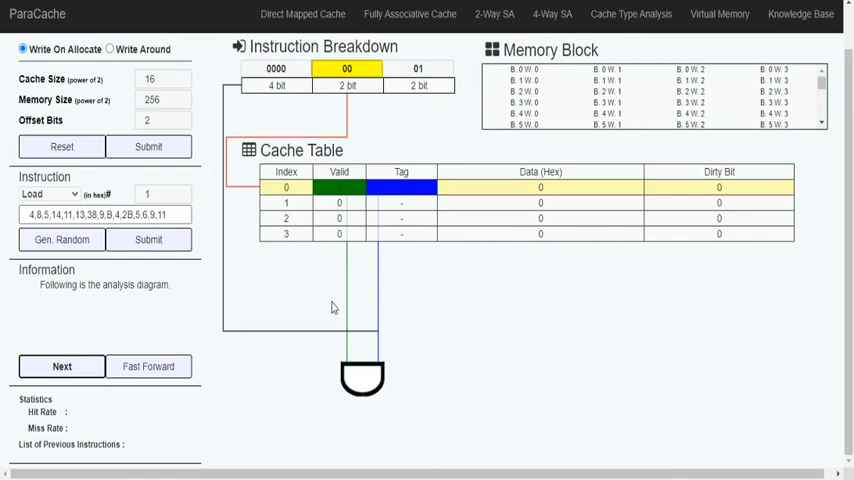 ParaCache
Direct Mapped Cache Fully Associative Cache 2-Way SA 4-Way SA Cache Type Analysis Virtual Memory Knowledge Base
Write On Allocate Write Around
Cache Size (power of 2) 16
Memory Size (power of 2) 256
Offset Bits 2
Reset Submit
Instruction
Load (in hex)# 1
4,8,5,14,11,13,38,9,B,4,2B,5,6,9,11
Gen. Random Submit
Information
Following is the analysis diagram.
Next Fast Forward
Statistics
Hit Rate :
Miss Rate :
List of Previous Instructions :
Instruction Breakdown
0000 00 01
4 bit 2 bit 2 bit
Memory Block
B. 0 W. 0 B. 0 W. 1 B. 0 W. 2 B. 0 W. 3
B. 1 W. 0 B. 1 W. 1 B. 1 W. 2 B. 1 W. 3
B. 2 W. 0 B. 2 W. 1 B. 2 W. 2 B. 2 W. 3
B. 3 W. 0 B. 3 W. 1 B. 3 W. 2 B. 3 W. 3
B. 4 W. 0 B. 4 W. 1 B. 4 W. 2 B. 4 W. 3
B. 5 W. 0 B. 5 W. 1 B. 5 W. 2 B. 5 W. 3
Cache Table
Index Valid Tag Data (Hex) Dirty Bit
0 0 0 0
1 0 - 0 0
2 0 - 0 0
3 0 - 0 0